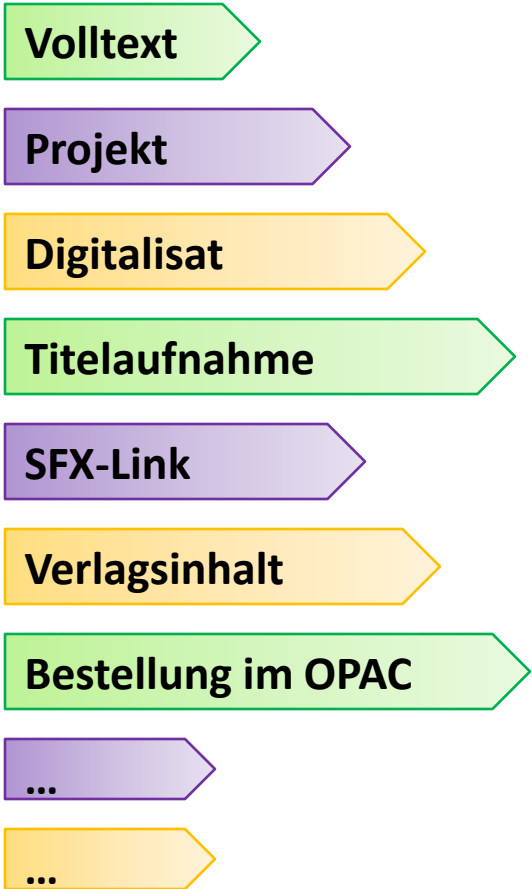 Volltext
Projekt
Digitalisat
Titelaufnahme
SFX-Link
Verlagsinhalt
Bestellung im OPAC
...
...